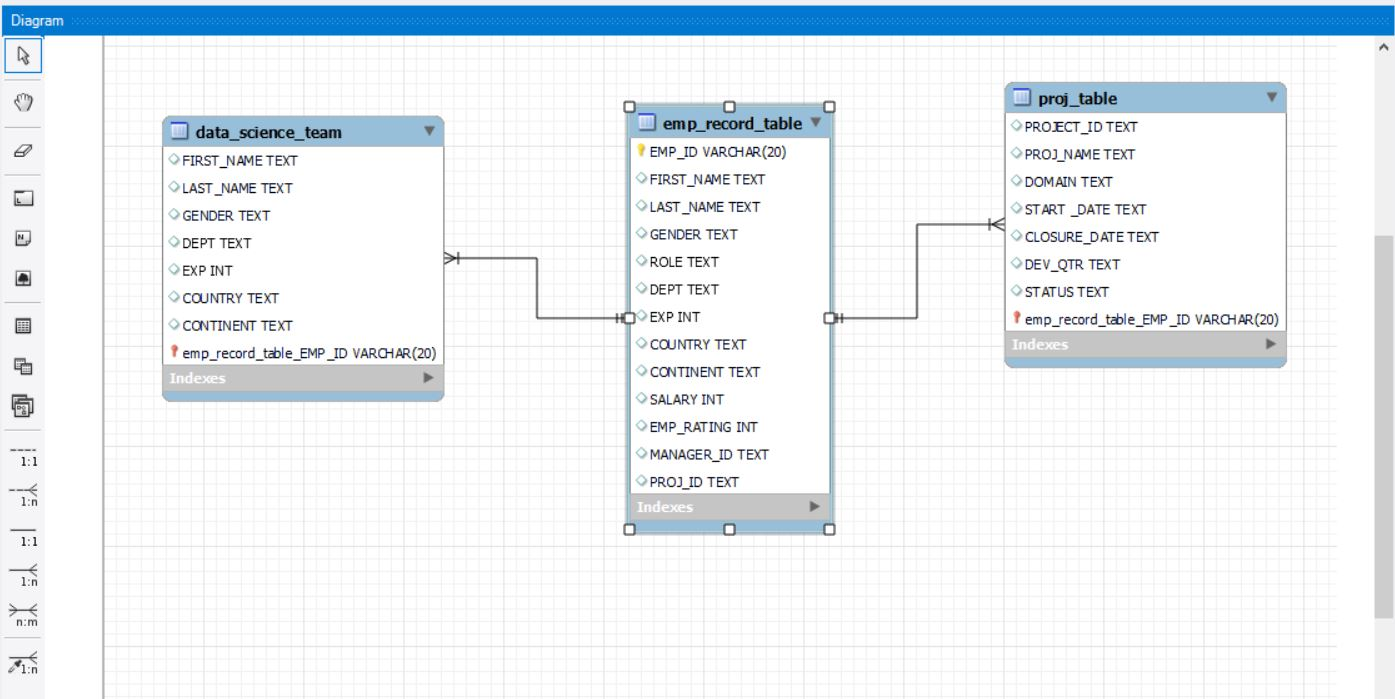 Diagram
data_science_team
FIRST_NAME TEXT
LAST_NAME TEXT
GENDER TEXT
DEPT TEXT
EXP INT
COUNTRY TEXT
CONTINENT TEXT
emp_record_table_EMP_ID VARCHAR(20)
Indexes
emp_record_table
EMP_ID VARCHAR(20)
FIRST_NAME TEXT
LAST_NAME TEXT
GENDER TEXT
ROLE TEXT
DEPT TEXT
EXP INT
COUNTRY TEXT
CONTINENT TEXT
SALARY INT
EMP_RATING INT
MANAGER_ID TEXT
PROJ_ID TEXT
Indexes
proj_table
PROJECT_ID TEXT
PROJ_NAME TEXT
DOMAIN TEXT
START _DATE TEXT
CLOSURE_DATE TEXT
DEV_QTR TEXT
STATUS TEXT
emp_record_table_EMP_ID VARCHAR(20)
Indexes
1:1
1:n
1:1
1:n
n:m
1:n